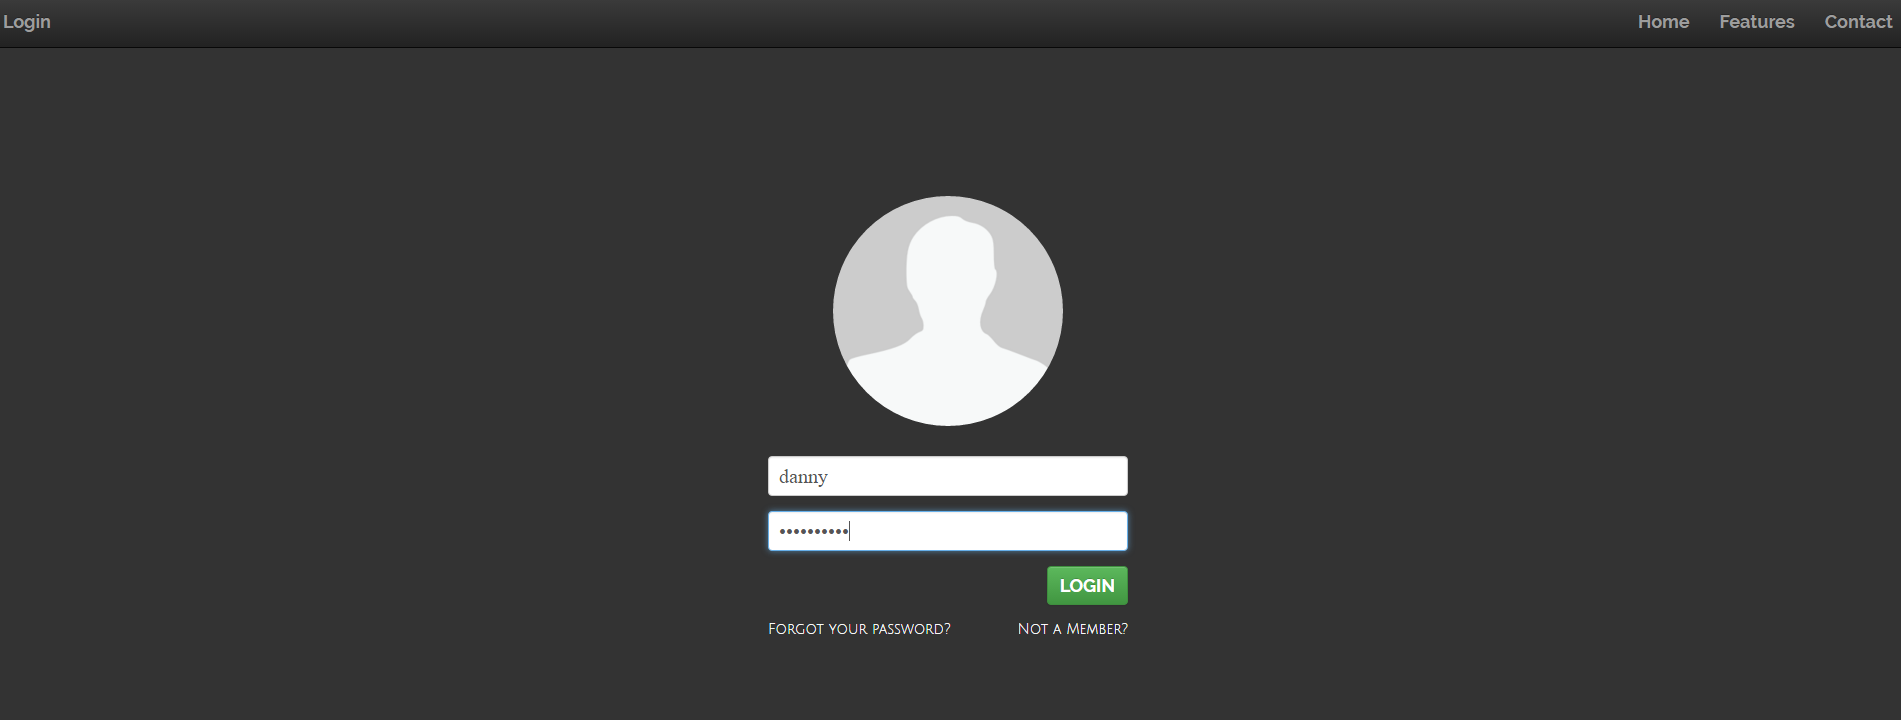 Login Home Features Contact
danny
••••••••••
LOGIN
Forgot your password? Not a Member?